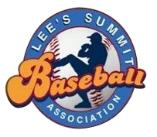 LEE'S SUMMIT
Baseball
ASSOCIATION